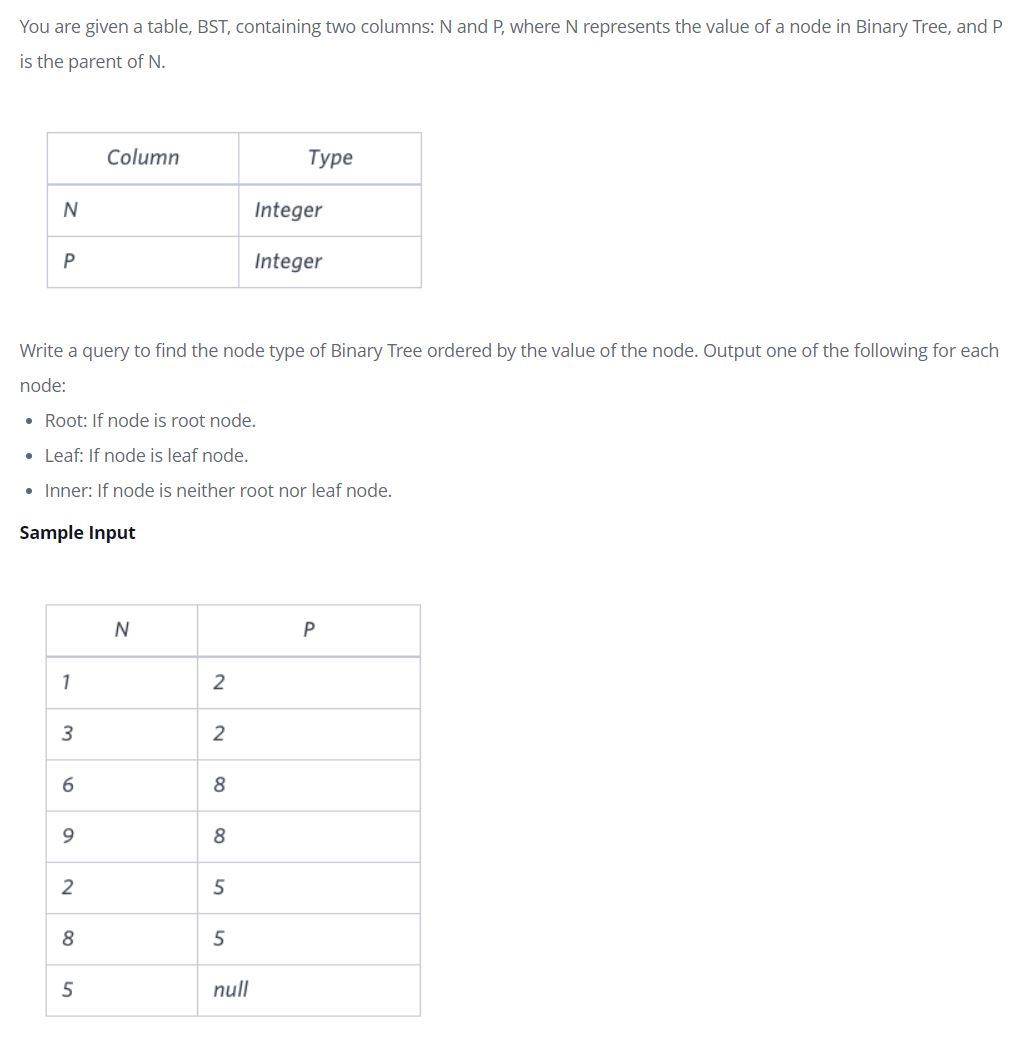 You are given a table, BST, containing two columns: N and P, where N represents the value of a node in Binary Tree, and P
is the parent of N.
Column Type
N Integer
P Integer
Write a query to find the node type of Binary Tree ordered by the value of the node. Output one of the following for each
node:
• Root: If node is root node.
• Leaf: If node is leaf node.
• Inner: If node is neither root nor leaf node.
Sample Input
N P
1 2
3 2
6 8
9 8
2 5
8 5
5 null